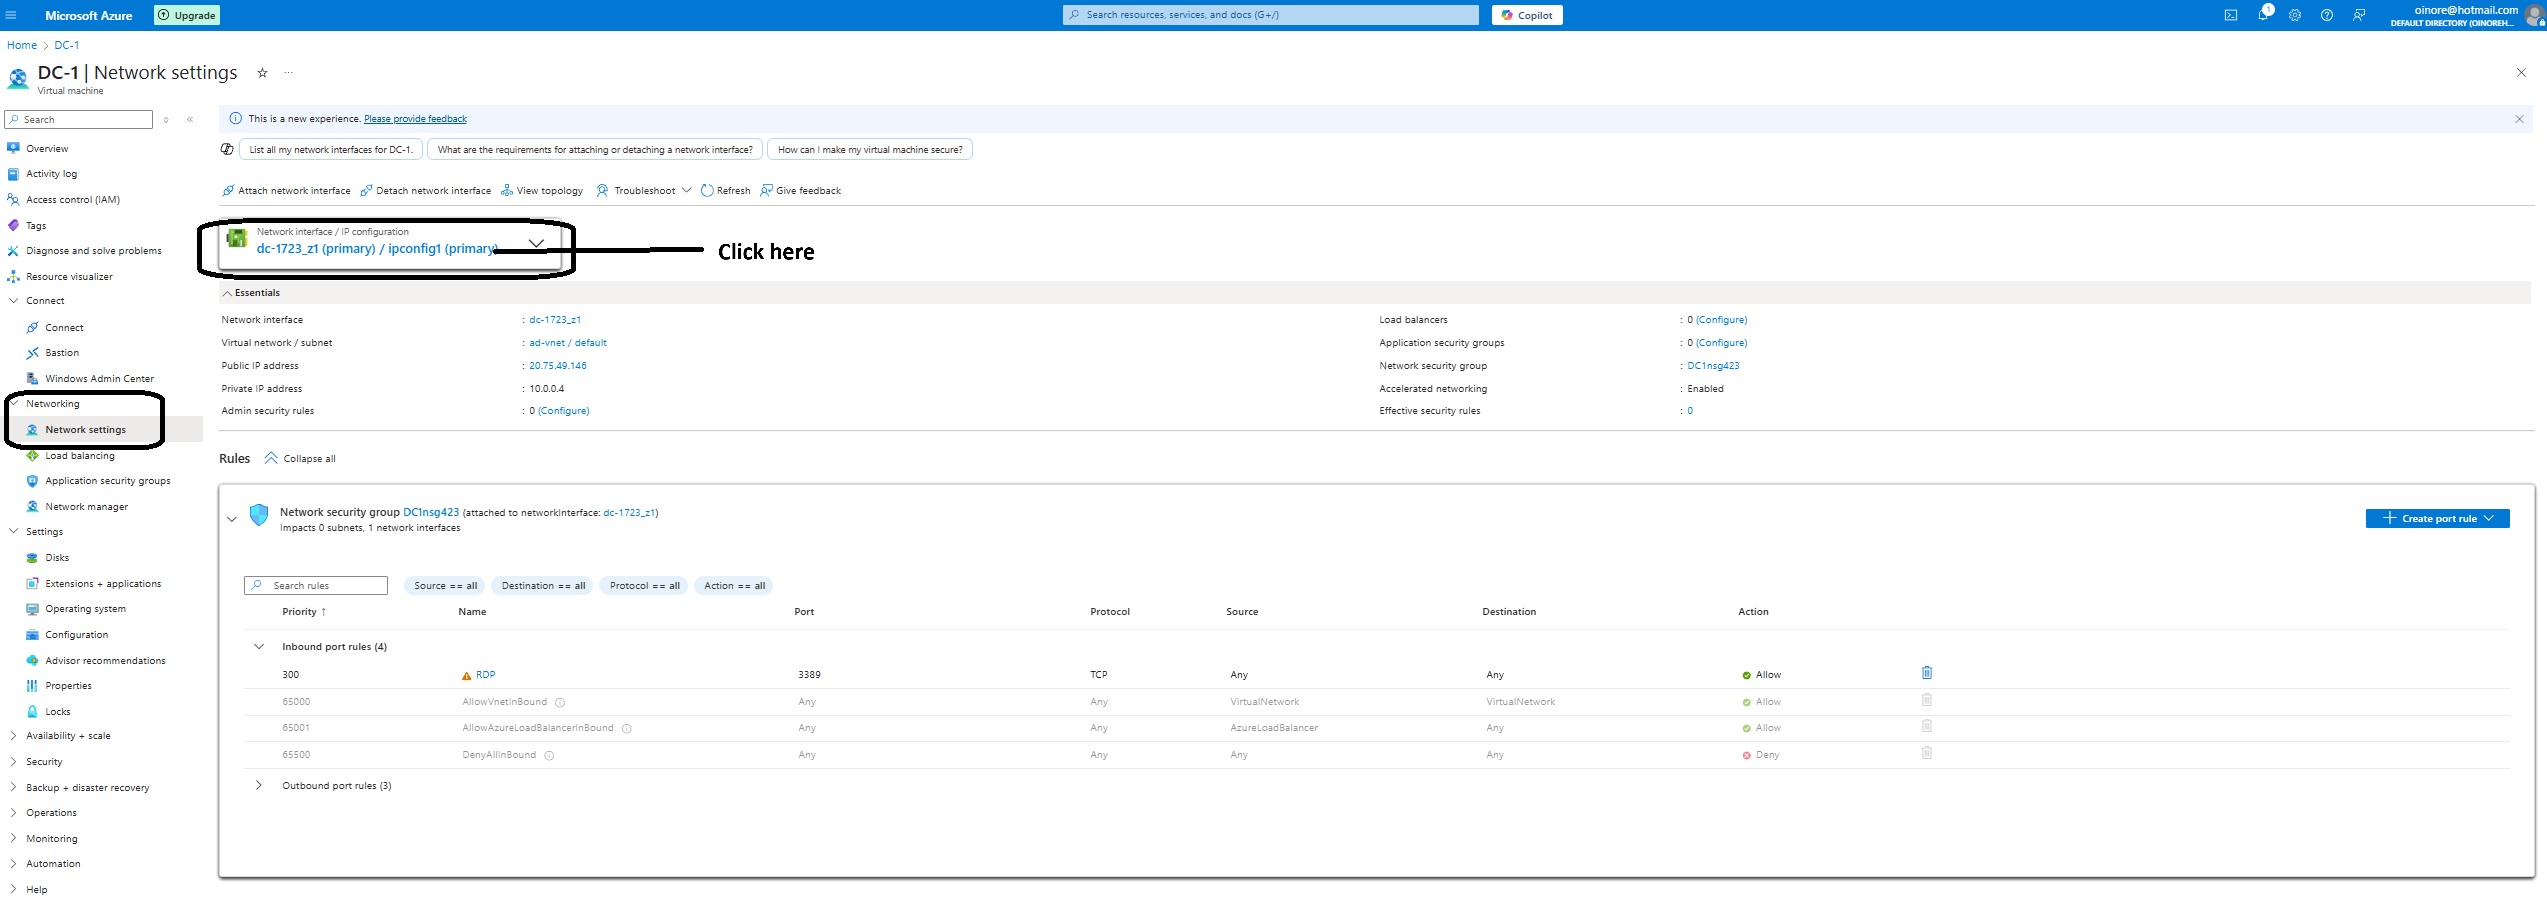 Microsoft Azure
Upgrade
Search resources, services, and docs (G+/)
Copilot
1
oinore@hotmail.com
DEFAULT DIRECTORY (OINOREH...
Home > DC-1
DC-1 | Network settings
Virtual machine
Search
This is a new experience. Please provide feedback
List all my network interfaces for DC-1.
What are the requirements for attaching or detaching a network interface?
How can I make my virtual machine secure?
Attach network interface
Detach network interface
View topology
Troubleshoot
Refresh
Give feedback
Overview
Activity log
Access control (IAM)
Tags
Diagnose and solve problems
Resource visualizer
Connect
Connect
Bastion
Windows Admin Center
Networking
Network settings
Load balancing
Application security groups
Network manager
Settings
Disks
Extensions + applications
Operating system
Configuration
Advisor recommendations
Properties
Locks
Availability + scale
Security
Backup + disaster recovery
Operations
Monitoring
Automation
Help
Network interface / IP configuration
dc-1723_z1 (primary) / ipconfig1 (primary)
Click here
Essentials
Network interface : dc-1723_z1
Virtual network / subnet : ad-vnet / default
Public IP address : 20.75.49.146
Private IP address : 10.0.0.4
Admin security rules : 0 (Configure)
Load balancers : 0 (Configure)
Application security groups : 0 (Configure)
Network security group : DC1nsg423
Accelerated networking : Enabled
Effective security rules : 0
Rules
Collapse all
Network security group DC1nsg423 (attached to networkInterface: dc-1723_z1)
Impacts 0 subnets, 1 network interfaces
Create port rule
Search rules
Source == all
Destination == all
Protocol == all
Action == all
Priority ↑ Name Port Protocol Source Destination Action
Inbound port rules (4)
300 RDP 3389 TCP Any Any Allow
65000 AllowVnetInBound Any Any VirtualNetwork VirtualNetwork Allow
65001 AllowAzureLoadBalancerInBound Any Any AzureLoadBalancer Any Allow
65500 DenyAllInBound Any Any Any Any Deny
Outbound port rules (3)